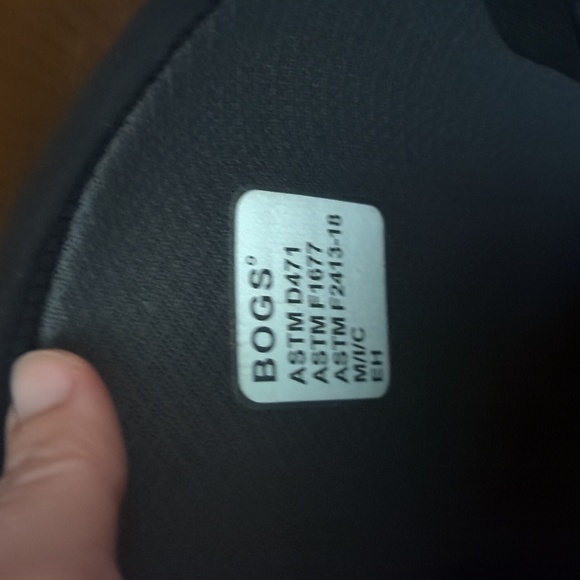 BOGS®
ASTM D471
ASTM F1677
ASTM F2413-18
M/I/C
EH